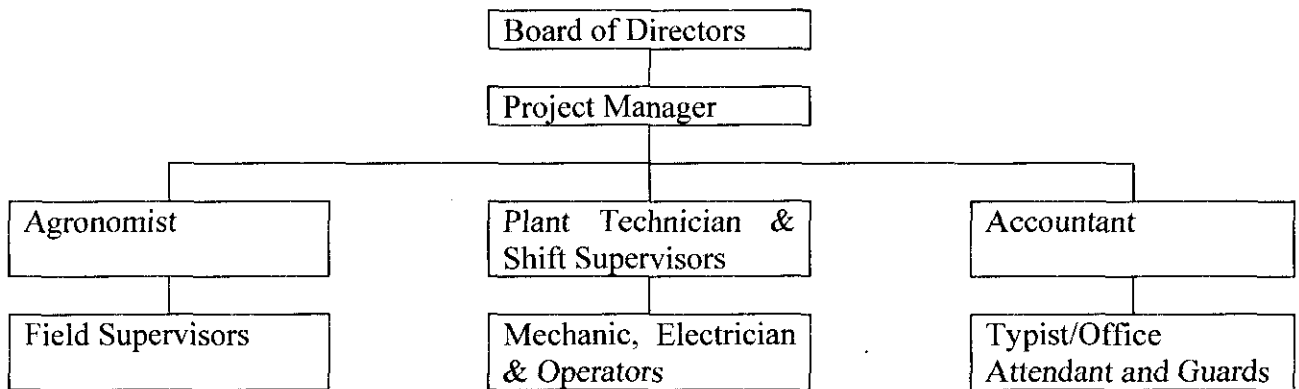 Board of Directors
Project Manager
Agronomist
Plant Technician &
Shift Supervisors
Accountant
Field Supervisors
Mechanic, Electrician
& Operators
Typist/Office
Attendant and Guards